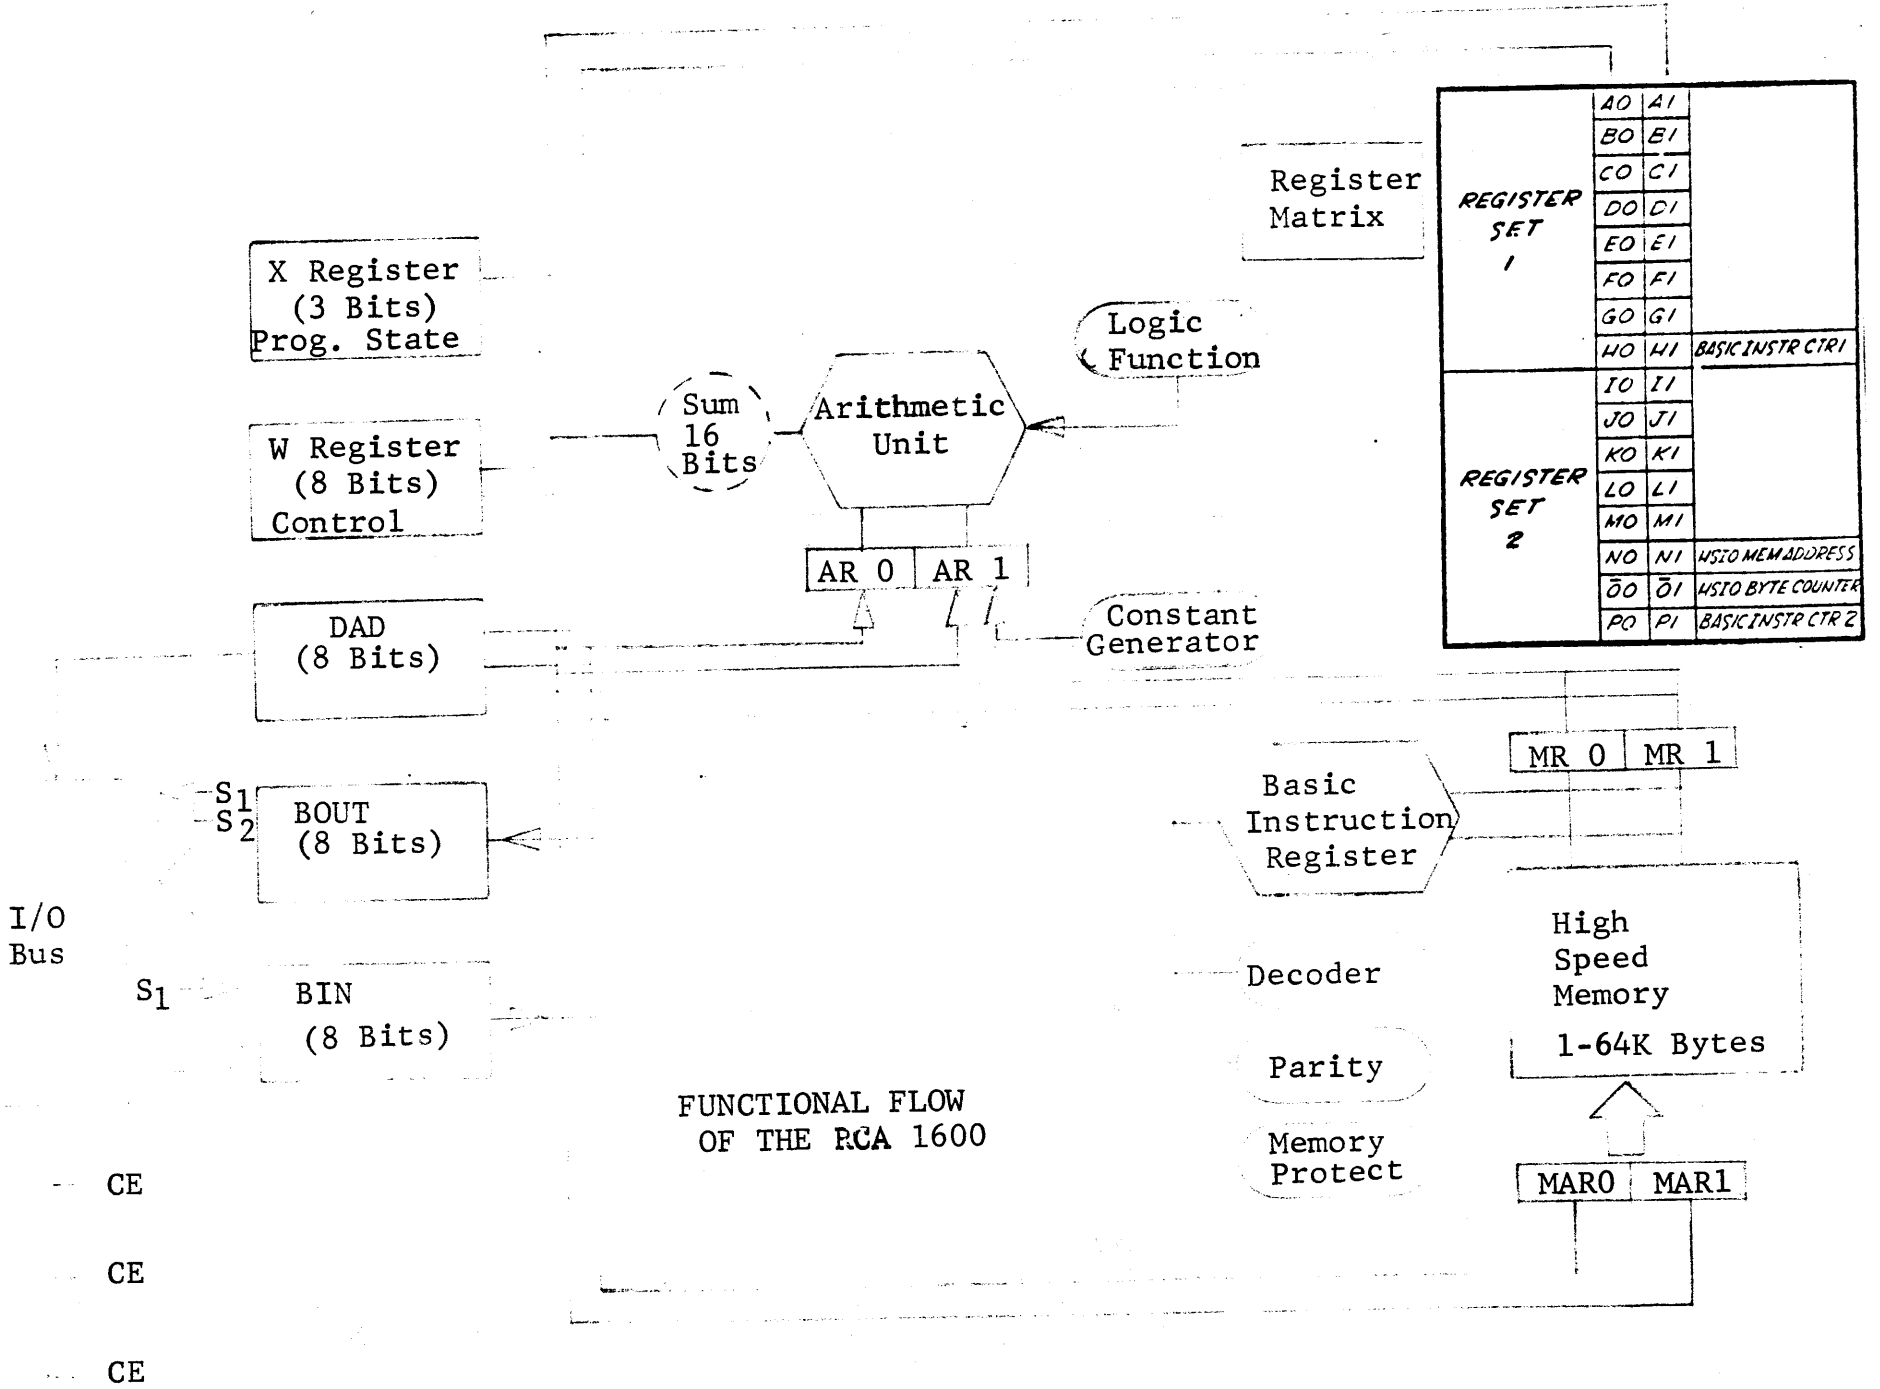 Register
Matrix
REGISTER
SET
1
A0 A1
B0 B1
C0 C1
D0 D1
E0 E1
F0 F1
G0 G1
H0 H1 BASIC INSTR CTR 1
REGISTER
SET
2
I0 I1
J0 J1
K0 K1
L0 L1
M0 M1
N0 N1 HSIO MEM ADDRESS
Ō0 Ō1 HSIO BYTE COUNTER
P0 P1 BASIC INSTR CTR 2
X Register
(3 Bits)
Prog. State
Logic
Function
Sum
16
Bits
Arithmetic
Unit
W Register
(8 Bits)
Control
AR 0 AR 1
Constant
Generator
DAD
(8 Bits)
MR 0 MR 1
S1
S2
BOUT
(8 Bits)
Basic
Instruction
Register
I/O
Bus
High
Speed
Memory
1-64K Bytes
S1
BIN
(8 Bits)
Decoder
Parity
Memory
Protect
FUNCTIONAL FLOW
OF THE RCA 1600
MAR0 MAR1
CE
CE
CE